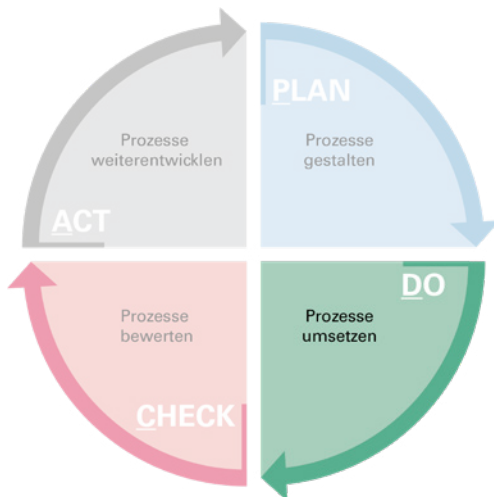 PLAN
Prozesse
gestalten
DO
Prozesse
umsetzen
CHECK
Prozesse
bewerten
ACT
Prozesse
weiterentwicklen